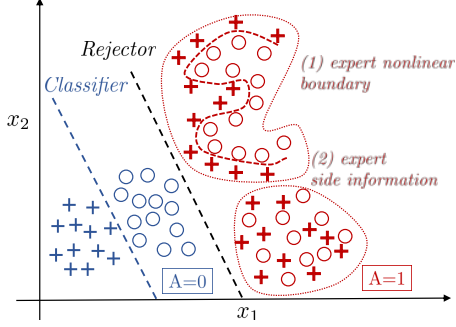 Rejector
(1) expert nonlinear
boundary
Classifier
x₂
(2) expert
side information
A=0
A=1
x₁